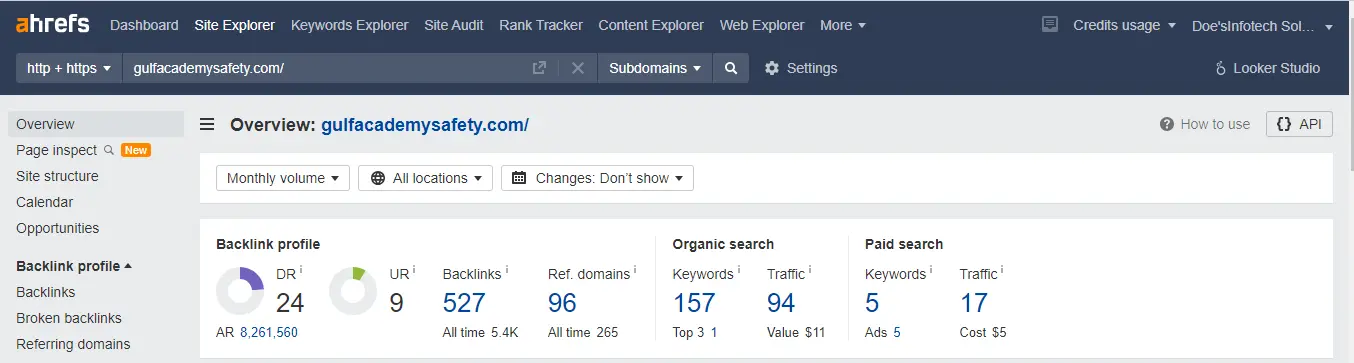 ahrefs Dashboard Site Explorer Keywords Explorer Site Audit Rank Tracker Content Explorer Web Explorer More Credits usage Doe'sInfotech Sol...
http + https gulfacademysafety.com/ Subdomains Settings Looker Studio
Overview
Page inspect New
Site structure
Calendar
Opportunities
Backlink profile
Backlinks
Broken backlinks
Referring domains
Overview: gulfacademysafety.com/ How to use API
Monthly volume All locations Changes: Don't show
Backlink profile
DR i UR i Backlinks i Ref. domains i
24 9 527 96
AR 8,261,560 All time 5.4K All time 265
Organic search
Keywords i Traffic i
157 94
Top 3 1 Value $11
Paid search
Keywords i Traffic i
5 17
Ads 5 Cost $5